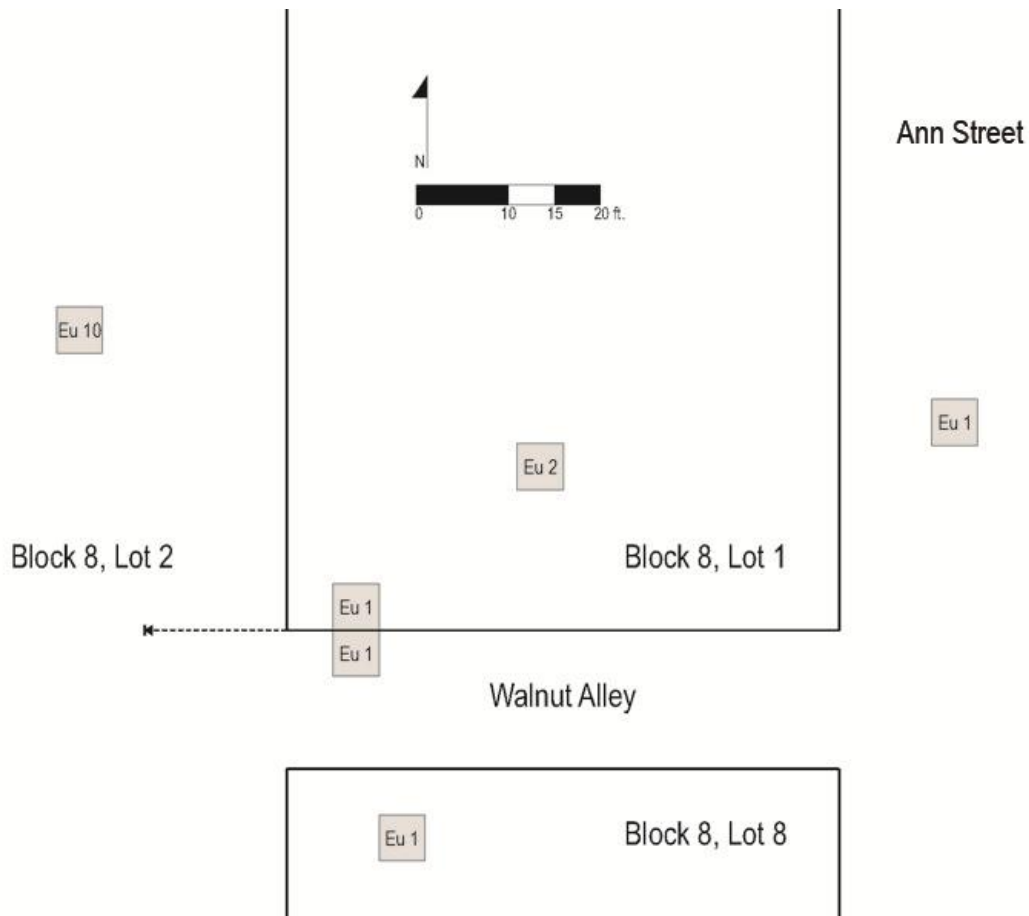 Ann Street
N
0 10 15 20 ft.
Eu 10
Eu 1
Eu 2
Block 8, Lot 2
Block 8, Lot 1
Eu 1
Eu 1
Walnut Alley
Eu 1
Block 8, Lot 8